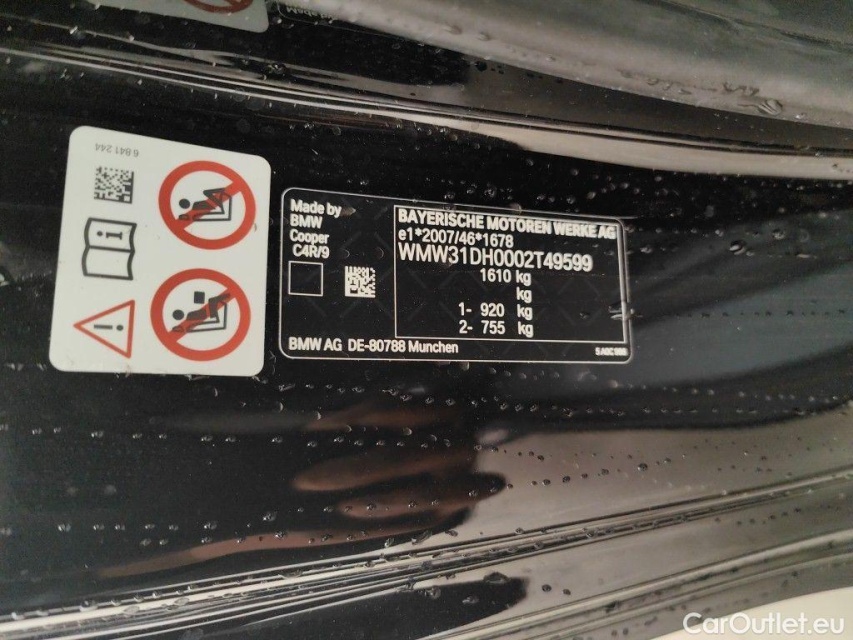 6 841 244
Made by
BMW
Cooper
C4R/9
BAYERISCHE MOTOREN WERKE AG
e1*2007/46*1678
WMW31DH0002T49599
1610 kg
kg
1- 920 kg
2- 755 kg
BMW AG DE-80788 Munchen
CarOutlet.eu